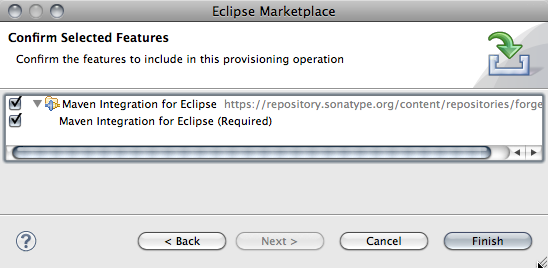 Eclipse Marketplace
Confirm Selected Features
Confirm the features to include in this provisioning operation
Maven Integration for Eclipse https://repository.sonatype.org/content/repositories/forge
Maven Integration for Eclipse (Required)
? < Back Next > Cancel Finish